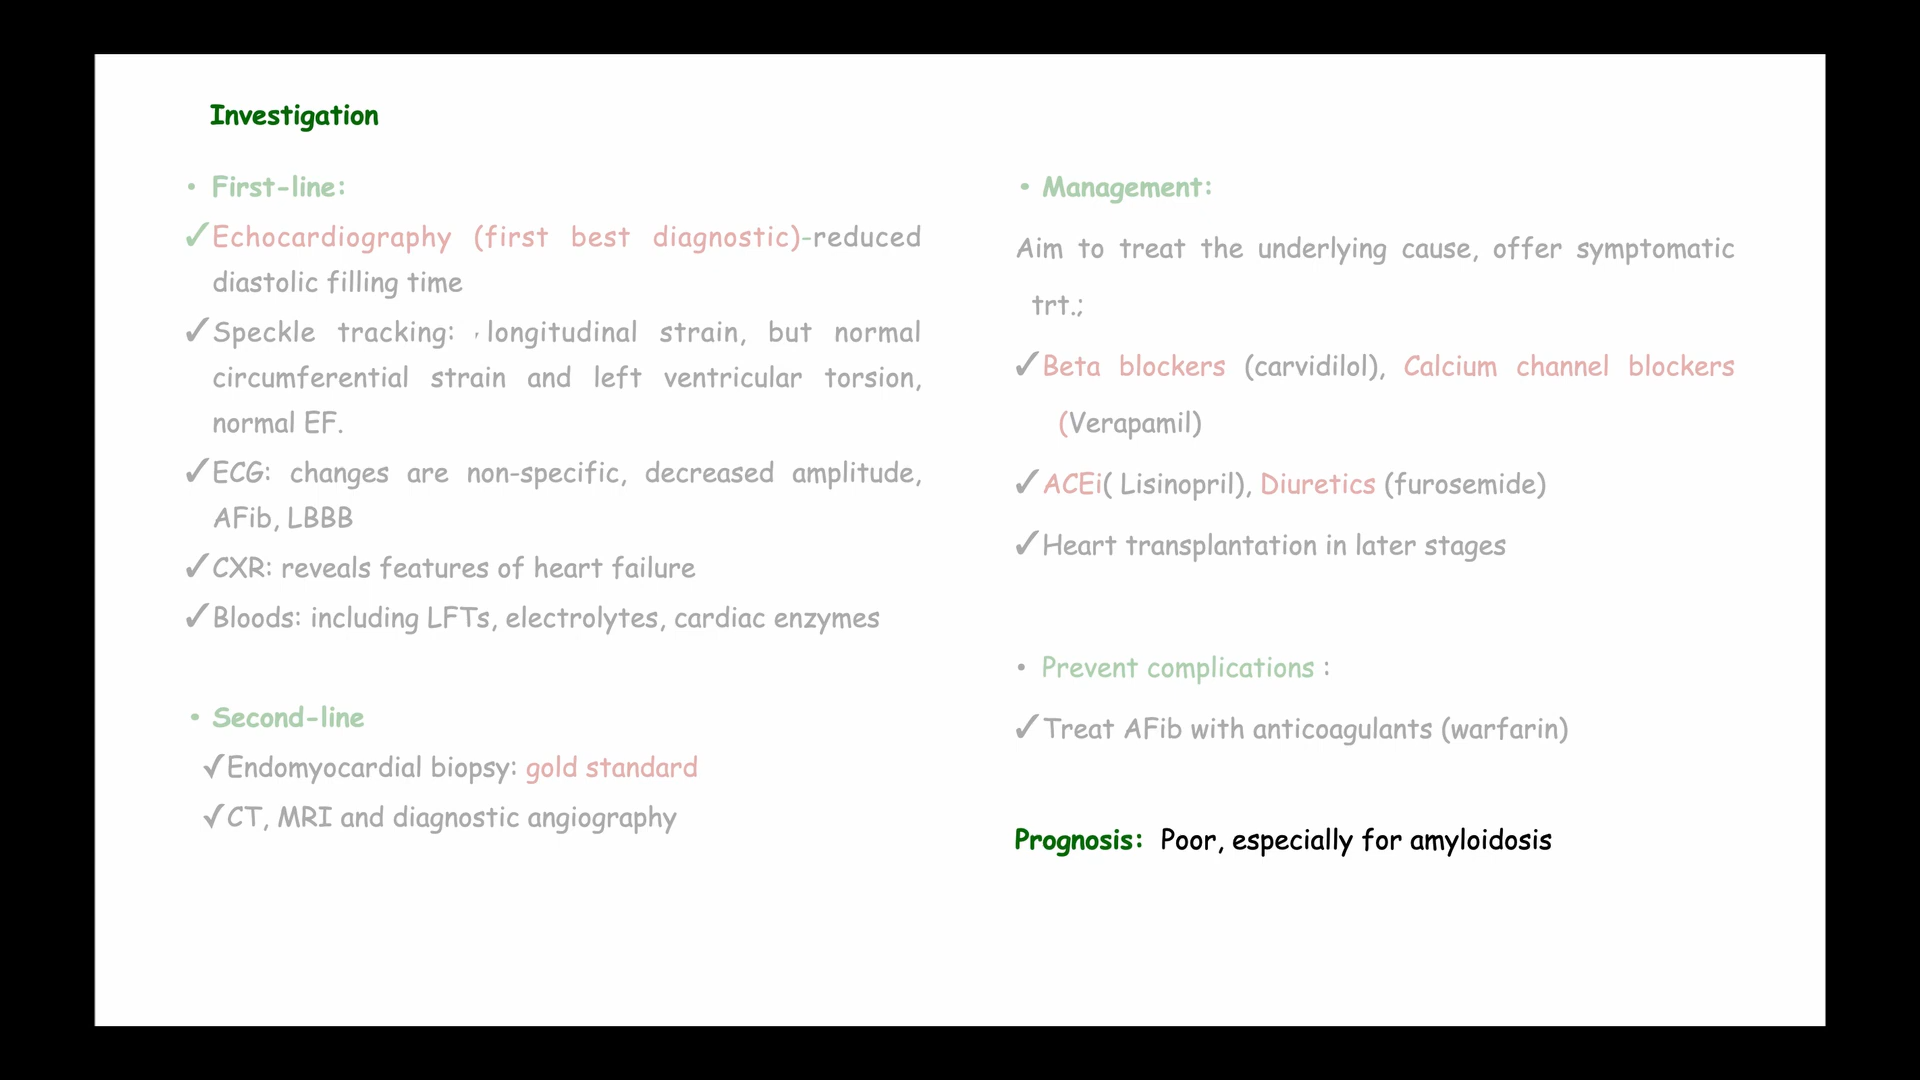 Investigation
• First-line:
✓Echocardiography (first best diagnostic)-reduced
diastolic filling time
✓Speckle tracking: longitudinal strain, but normal
circumferential strain and left ventricular torsion,
normal EF.
✓ECG: changes are non-specific, decreased amplitude,
AFib, LBBB
✓CXR: reveals features of heart failure
✓Bloods: including LFTs, electrolytes, cardiac enzymes
• Second-line
✓Endomyocardial biopsy: gold standard
✓CT, MRI and diagnostic angiography
• Management:
Aim to treat the underlying cause, offer symptomatic
trt.;
✓Beta blockers (carvidilol), Calcium channel blockers
(Verapamil)
✓ACEi( Lisinopril), Diuretics (furosemide)
✓Heart transplantation in later stages
• Prevent complications :
✓Treat AFib with anticoagulants (warfarin)
Prognosis: Poor, especially for amyloidosis